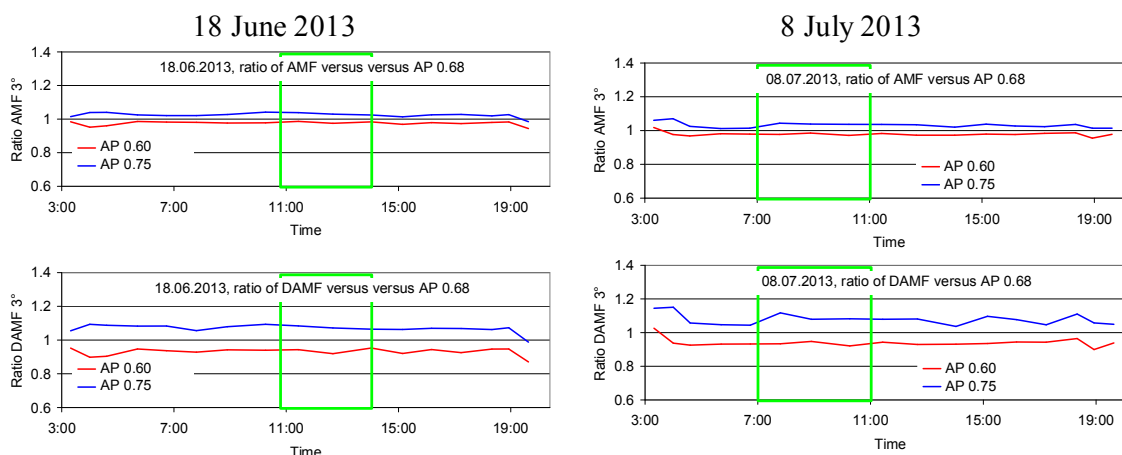 18 June 2013
1.4
1.2
1
0.8
0.6
Ratio AMF 3°
18.06.2013, ratio of AMF versus versus AP 0.68
AP 0.60
AP 0.75
3:00 7:00 11:00 15:00 19:00
Time
1.4
1.2
1
0.8
0.6
Ratio DAMF 3°
18.06.2013, ratio of DAMF versus versus AP 0.68
AP 0.60
AP 0.75
3:00 7:00 11:00 15:00 19:00
Time
8 July 2013
1.4
1.2
1
0.8
0.6
Ratio AMF 3°
08.07.2013, ratio of AMF versus AP 0.68
AP 0.60
AP 0.75
3:00 7:00 11:00 15:00 19:00
Time
1.4
1.2
1
0.8
0.6
Ratio DAMF 3°
08.07.2013, ratio of DAMF versus AP 0.68
AP 0.60
AP 0.75
3:00 7:00 11:00 15:00 19:00
Time